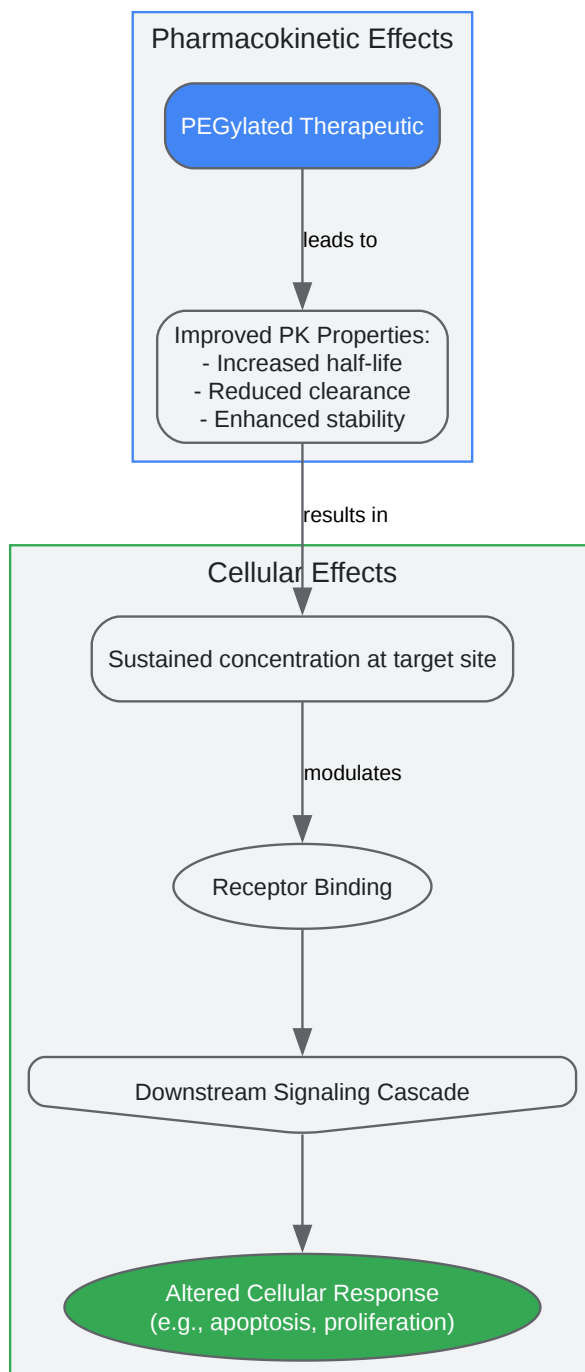 Pharmacokinetic Effects
PEGylated Therapeutic
leads to
Improved PK Properties:
- Increased half-life
- Reduced clearance
- Enhanced stability
results in
Cellular Effects
Sustained concentration at target site
modulates
Receptor Binding
Downstream Signaling Cascade
Altered Cellular Response
(e.g., apoptosis, proliferation)